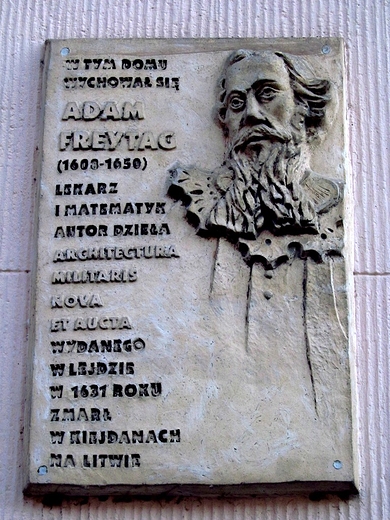 W TYM DOMU
WYCHOWAŁ SIĘ
ADAM
FREYTAG
(1608-1650)
LEKARZ
I MATEMATYK
AUTOR DZIEŁA
ARCHITECTURA
MILITARIS
NOVA
ET AUCTA
WYDANEGO
W LEJDZIE
W 1631 ROKU
ZMARŁ
W KIEJDANACH
NA LITWIE